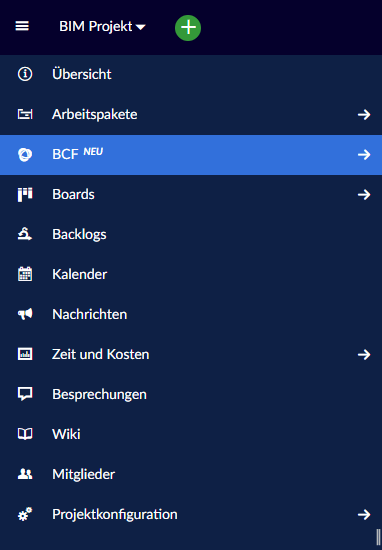 BIM Projekt
Übersicht
Arbeitspakete
BCF NEU
Boards
Backlogs
Kalender
Nachrichten
Zeit und Kosten
Besprechungen
Wiki
Mitglieder
Projektkonfiguration